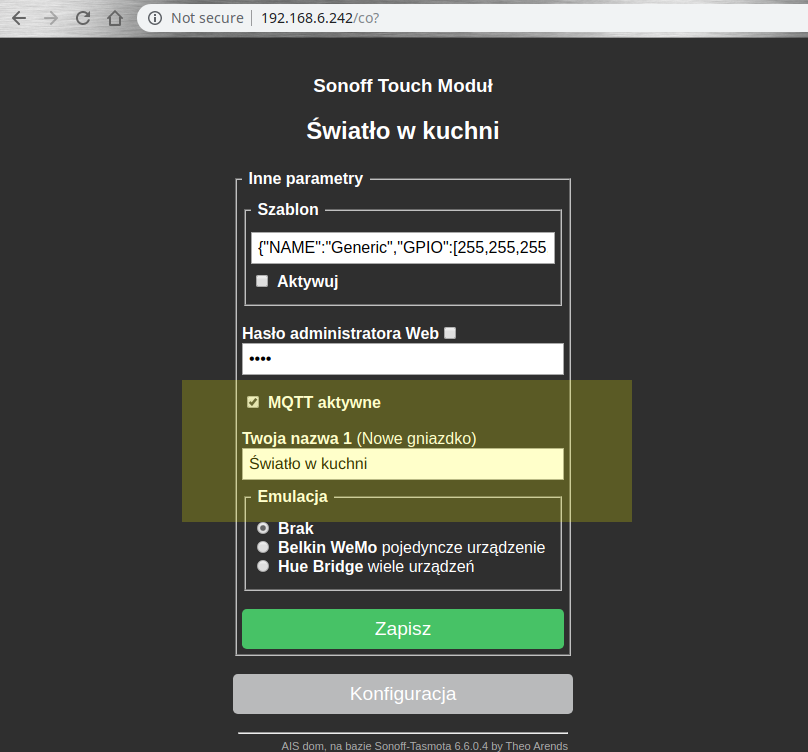 Not secure | 192.168.6.242/co?
Sonoff Touch Moduł
Światło w kuchni
Inne parametry
Szablon
{"NAME":"Generic","GPIO":[255,255,255
Aktywuj
Hasło administratora Web
••••
MQTT aktywne
Twoja nazwa 1 (Nowe gniazdko)
Światło w kuchni
Emulacja
Brak
Belkin WeMo pojedyncze urządzenie
Hue Bridge wiele urządzeń
Zapisz
Konfiguracja
AIS dom, na bazie Sonoff-Tasmota 6.6.0.4 by Theo Arends